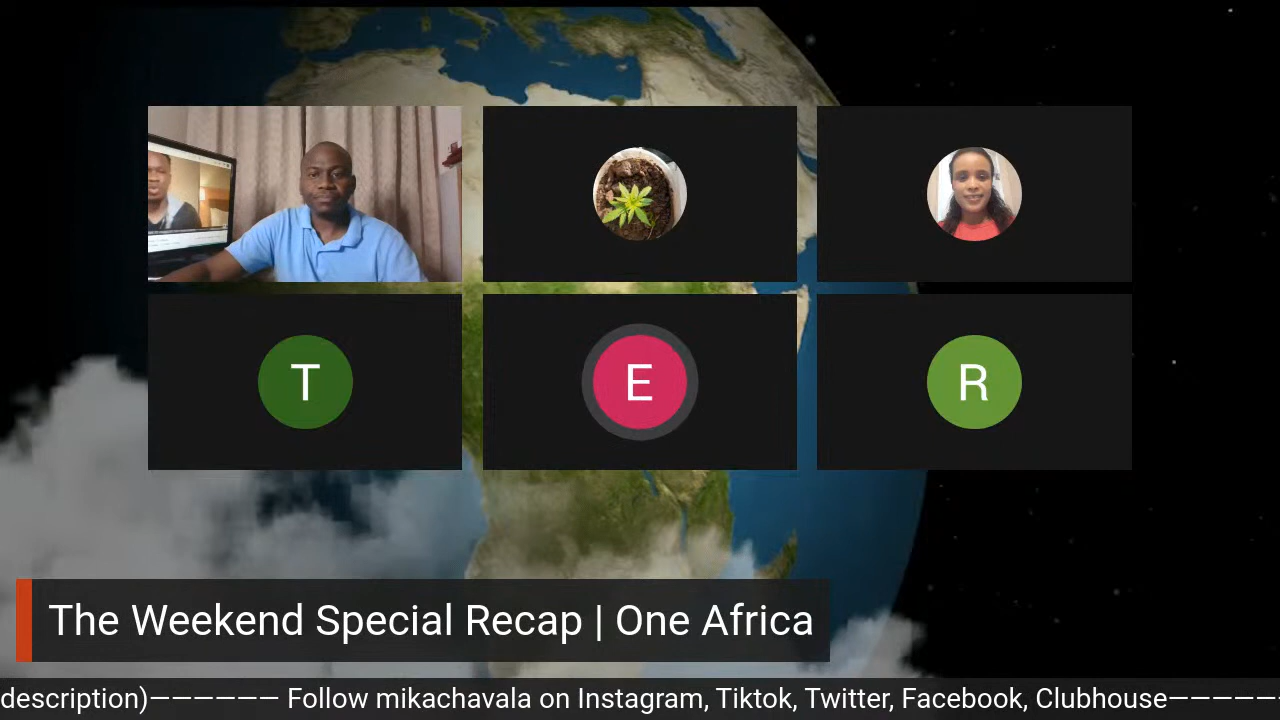 T
E
R
The Weekend Special Recap | One Africa
description)—————— Follow mikachavala on Instagram, Tiktok, Twitter, Facebook, Clubhouse——————